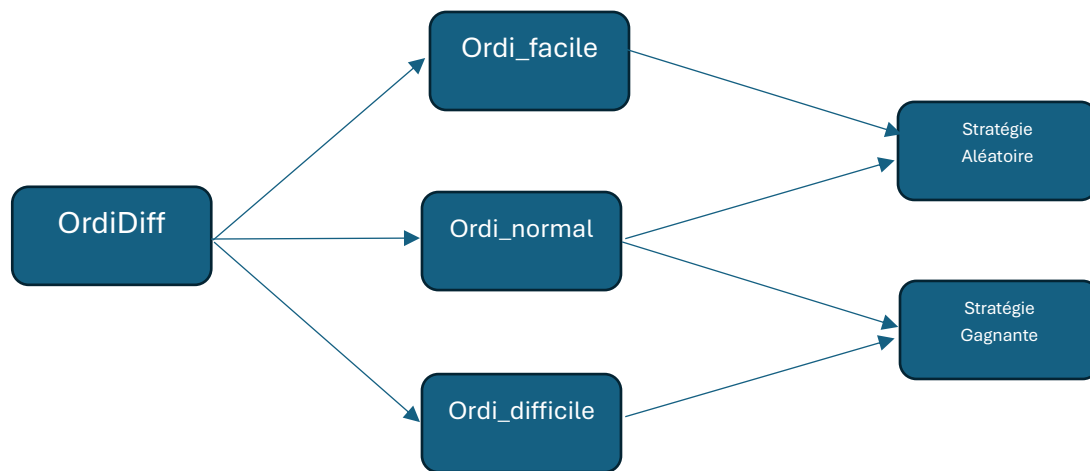 Ordi_facile
Stratégie
Aléatoire
OrdiDiff
Ordi_normal
Stratégie
Gagnante
Ordi_difficile